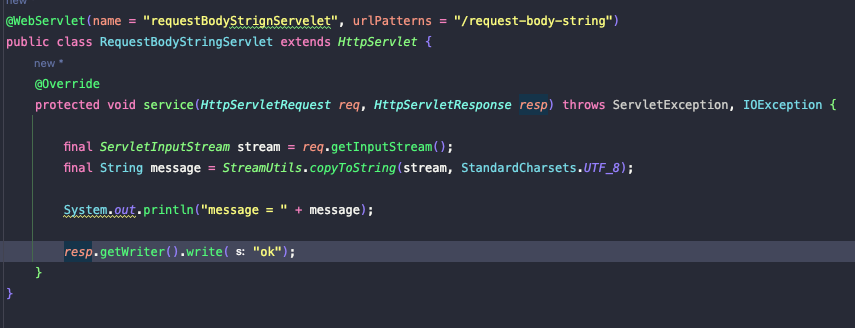 new *
@WebServlet(name = "requestBodyStrignServelet", urlPatterns = "/request-body-string")
public class RequestBodyStringServlet extends HttpServlet {
new *
@Override
protected void service(HttpServletRequest req, HttpServletResponse resp) throws ServletException, IOException {
final ServletInputStream stream = req.getInputStream();
final String message = StreamUtils.copyToString(stream, StandardCharsets.UTF_8);
System.out.println("message = " + message);
resp.getWriter().write( s: "ok");
}
}